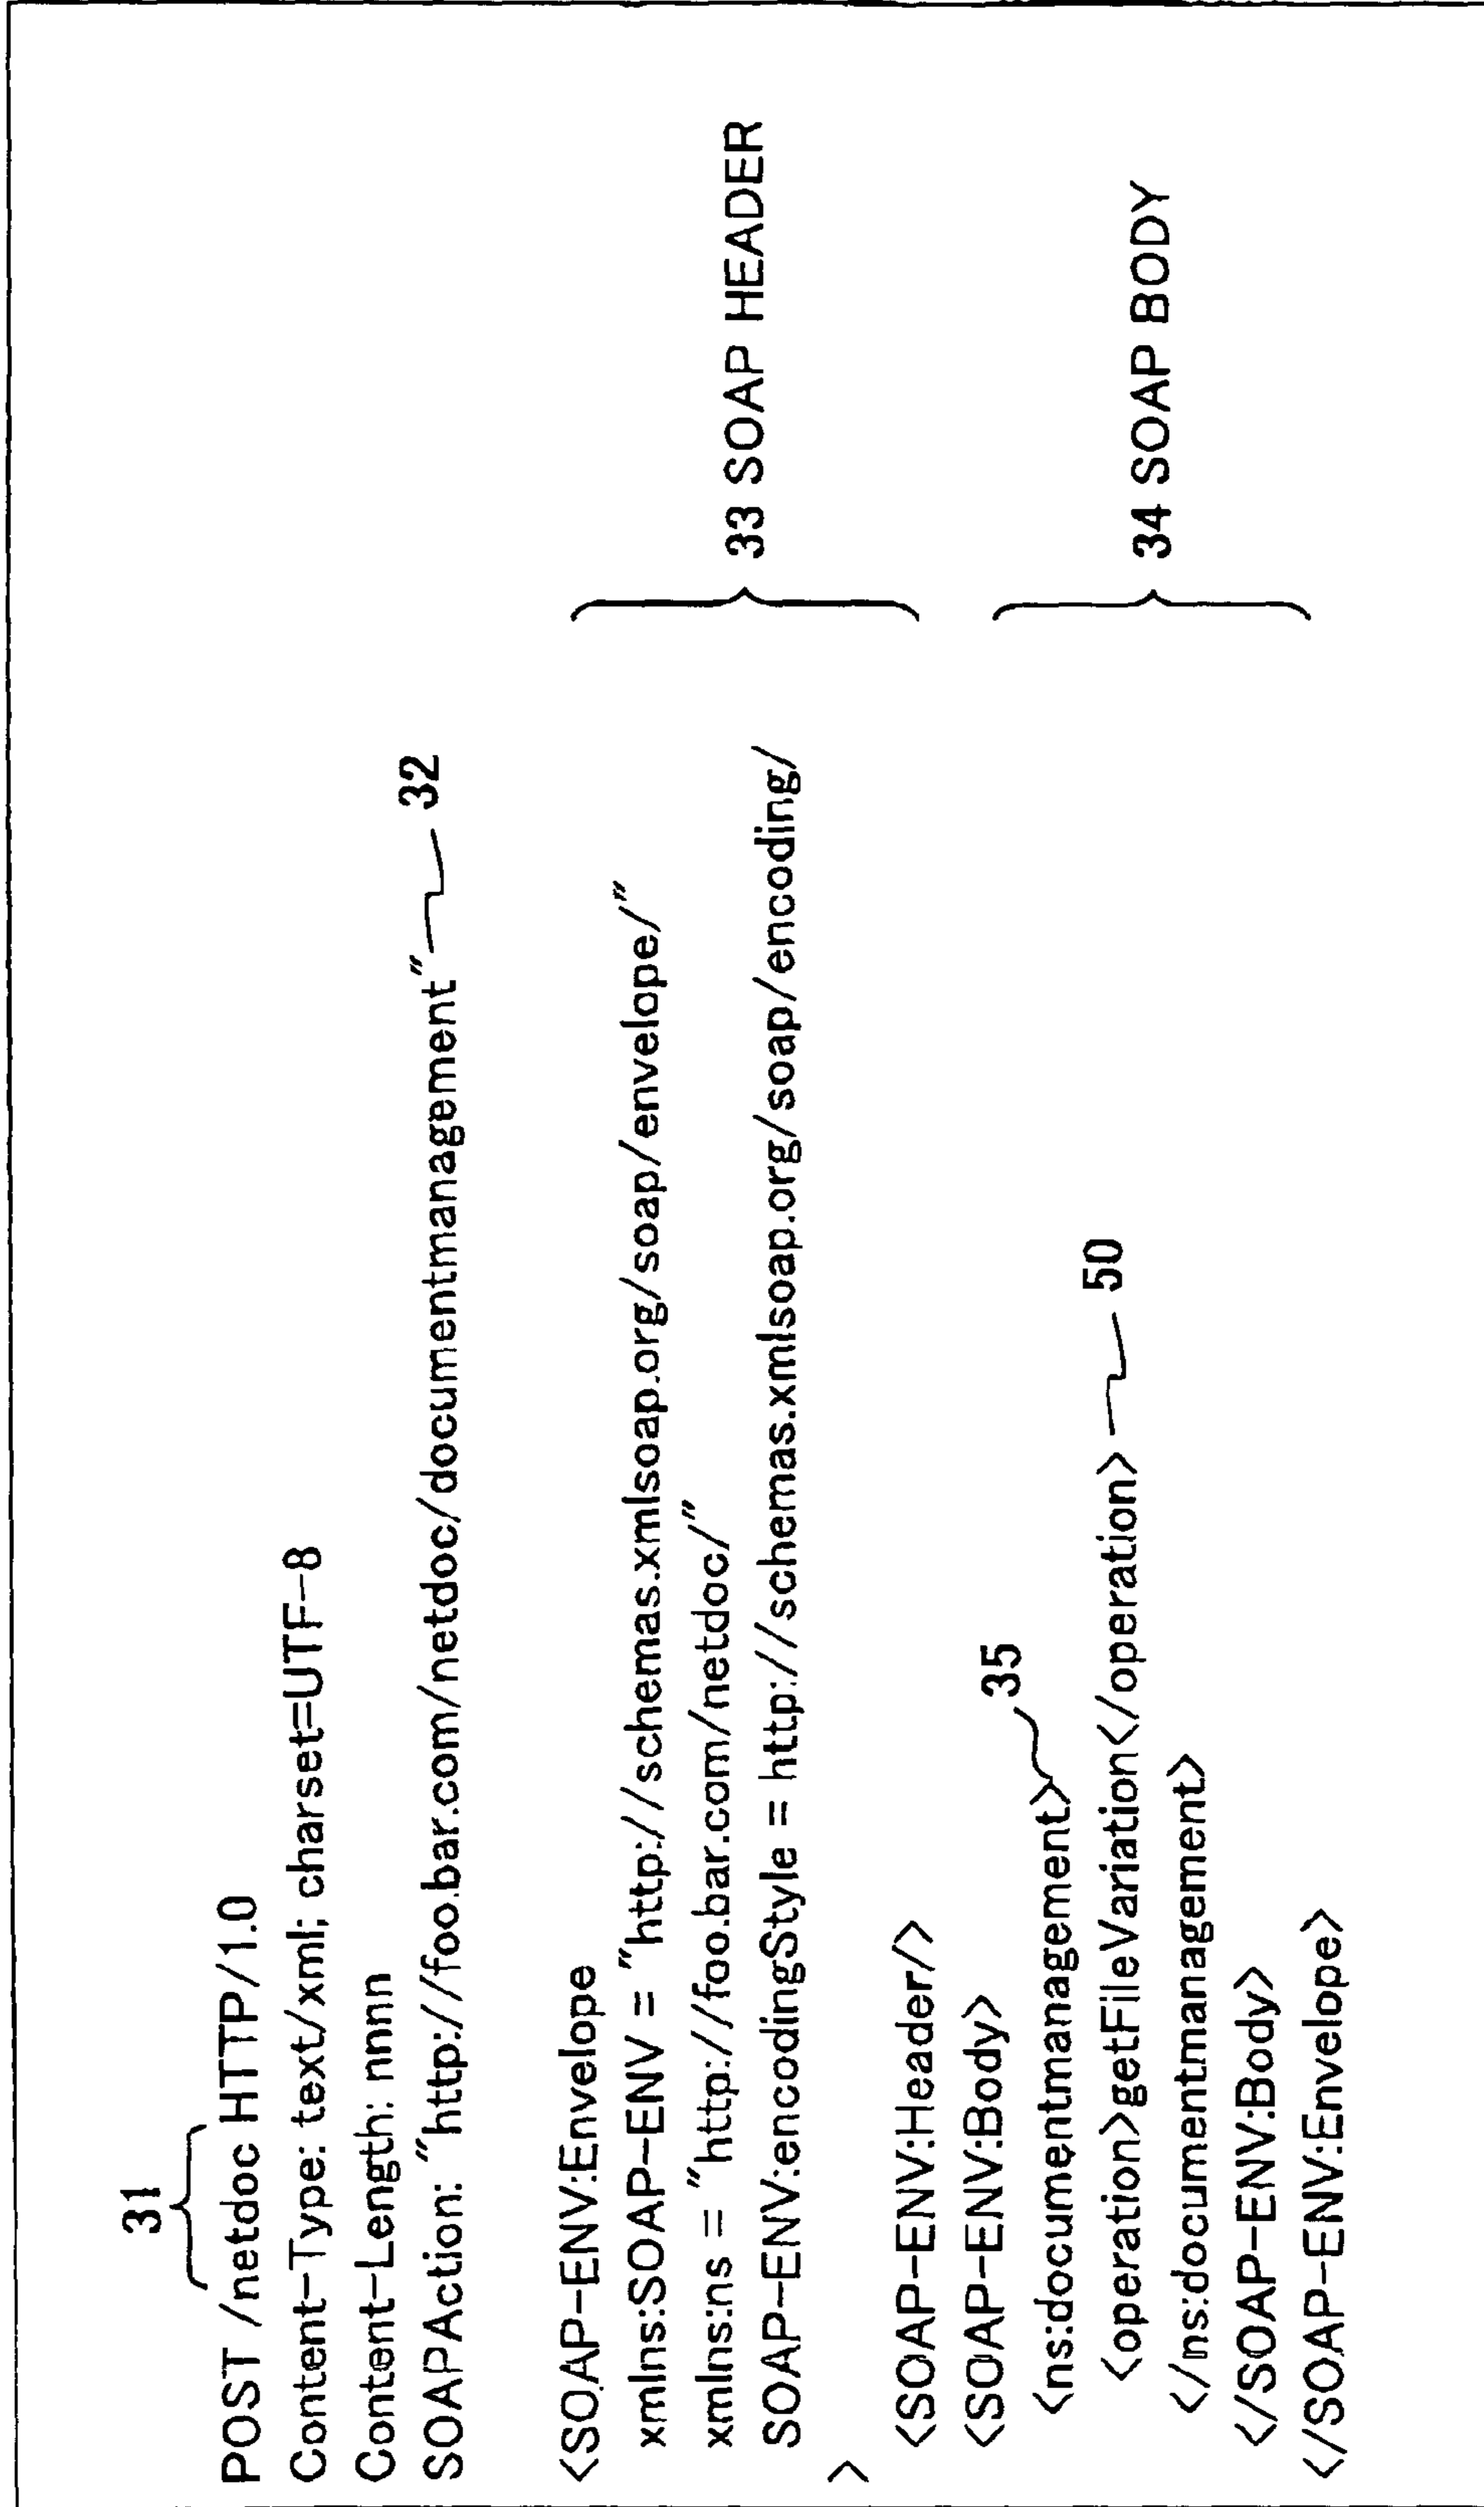 31
POST /netdoc HTTP/1.0
Content-Type: text/xml; charset=UTF-8
Content-Length: nnnn
SOAPAction: "http://foo.bar.com/netdoc/documentmanagement" 32
<SOAP-ENV:Envelope
xmlns:SOAP-ENV = "http://schemas.xmlsoap.org/soap/envelope/"
xmlns:ns = "http://foo.bar.com/netdoc/"
SOAP-ENV:encodingStyle = http://schemas.xmlsoap.org/soap/encoding/
>
33 SOAP HEADER
<SOAP-ENV:Header/>
<SOAP-ENV:Body>
35
<ns:documentmanagement>
<operation>getFileVariation</operation> 50
</ns:documentmanagement>
</SOAP-ENV:Body>
</SOAP-ENV:Envelope>
34 SOAP BODY